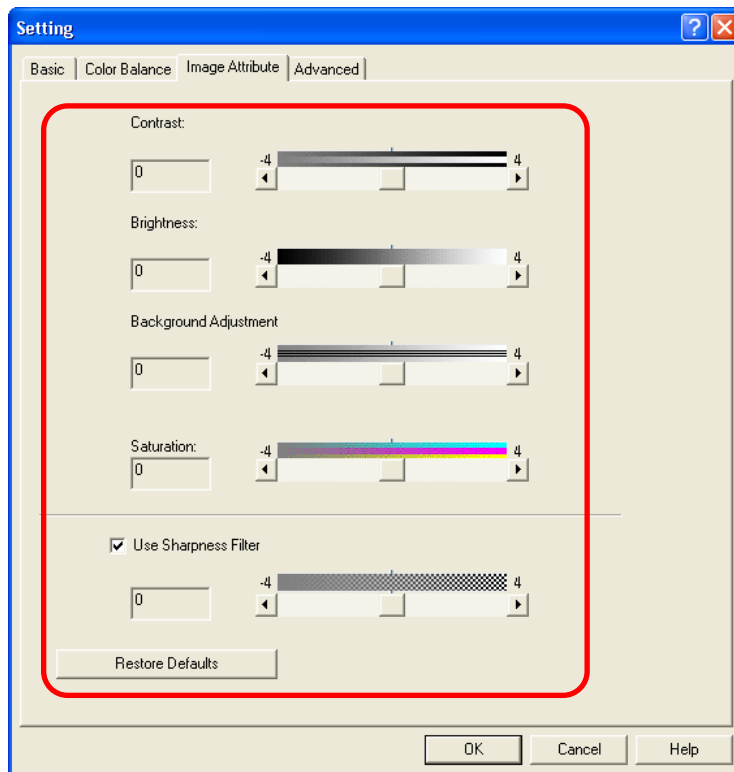 Setting
Basic Color Balance Image Attribute Advanced
Contrast:
0 -4 4
Brightness:
0 -4 4
Background Adjustment
0 -4 4
Saturation:
0 -4 4
Use Sharpness Filter
0 -4 4
Restore Defaults
OK Cancel Help